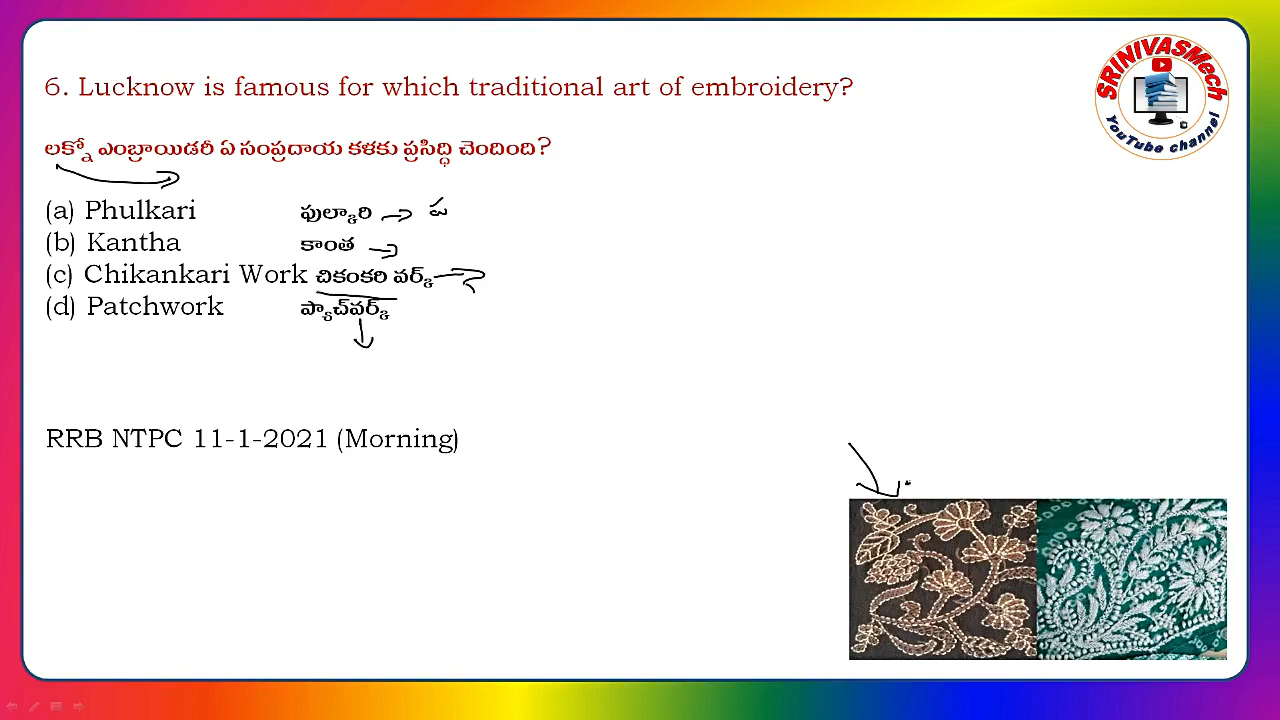 SRINIVASMech
YouTube channel
6. Lucknow is famous for which traditional art of embroidery?
లక్నో ఎంబ్రాయిడరీ ఏ సంప్రదాయ కళకు ప్రసిద్ధి చెందింది?
(a) Phulkari ఫుల్కారి
(b) Kantha కాంత
(c) Chikankari Work చికంకరి వర్క్
(d) Patchwork ప్యాచ్‌వర్క్
RRB NTPC 11-1-2021 (Morning)